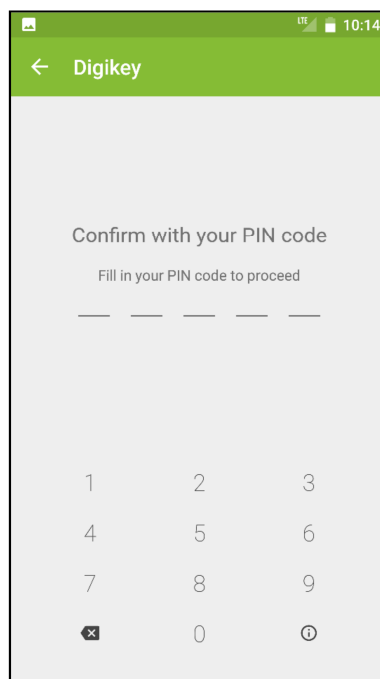 LTE 10:14
Digikey
Confirm with your PIN code
Fill in your PIN code to proceed
1 2 3
4 5 6
7 8 9
0